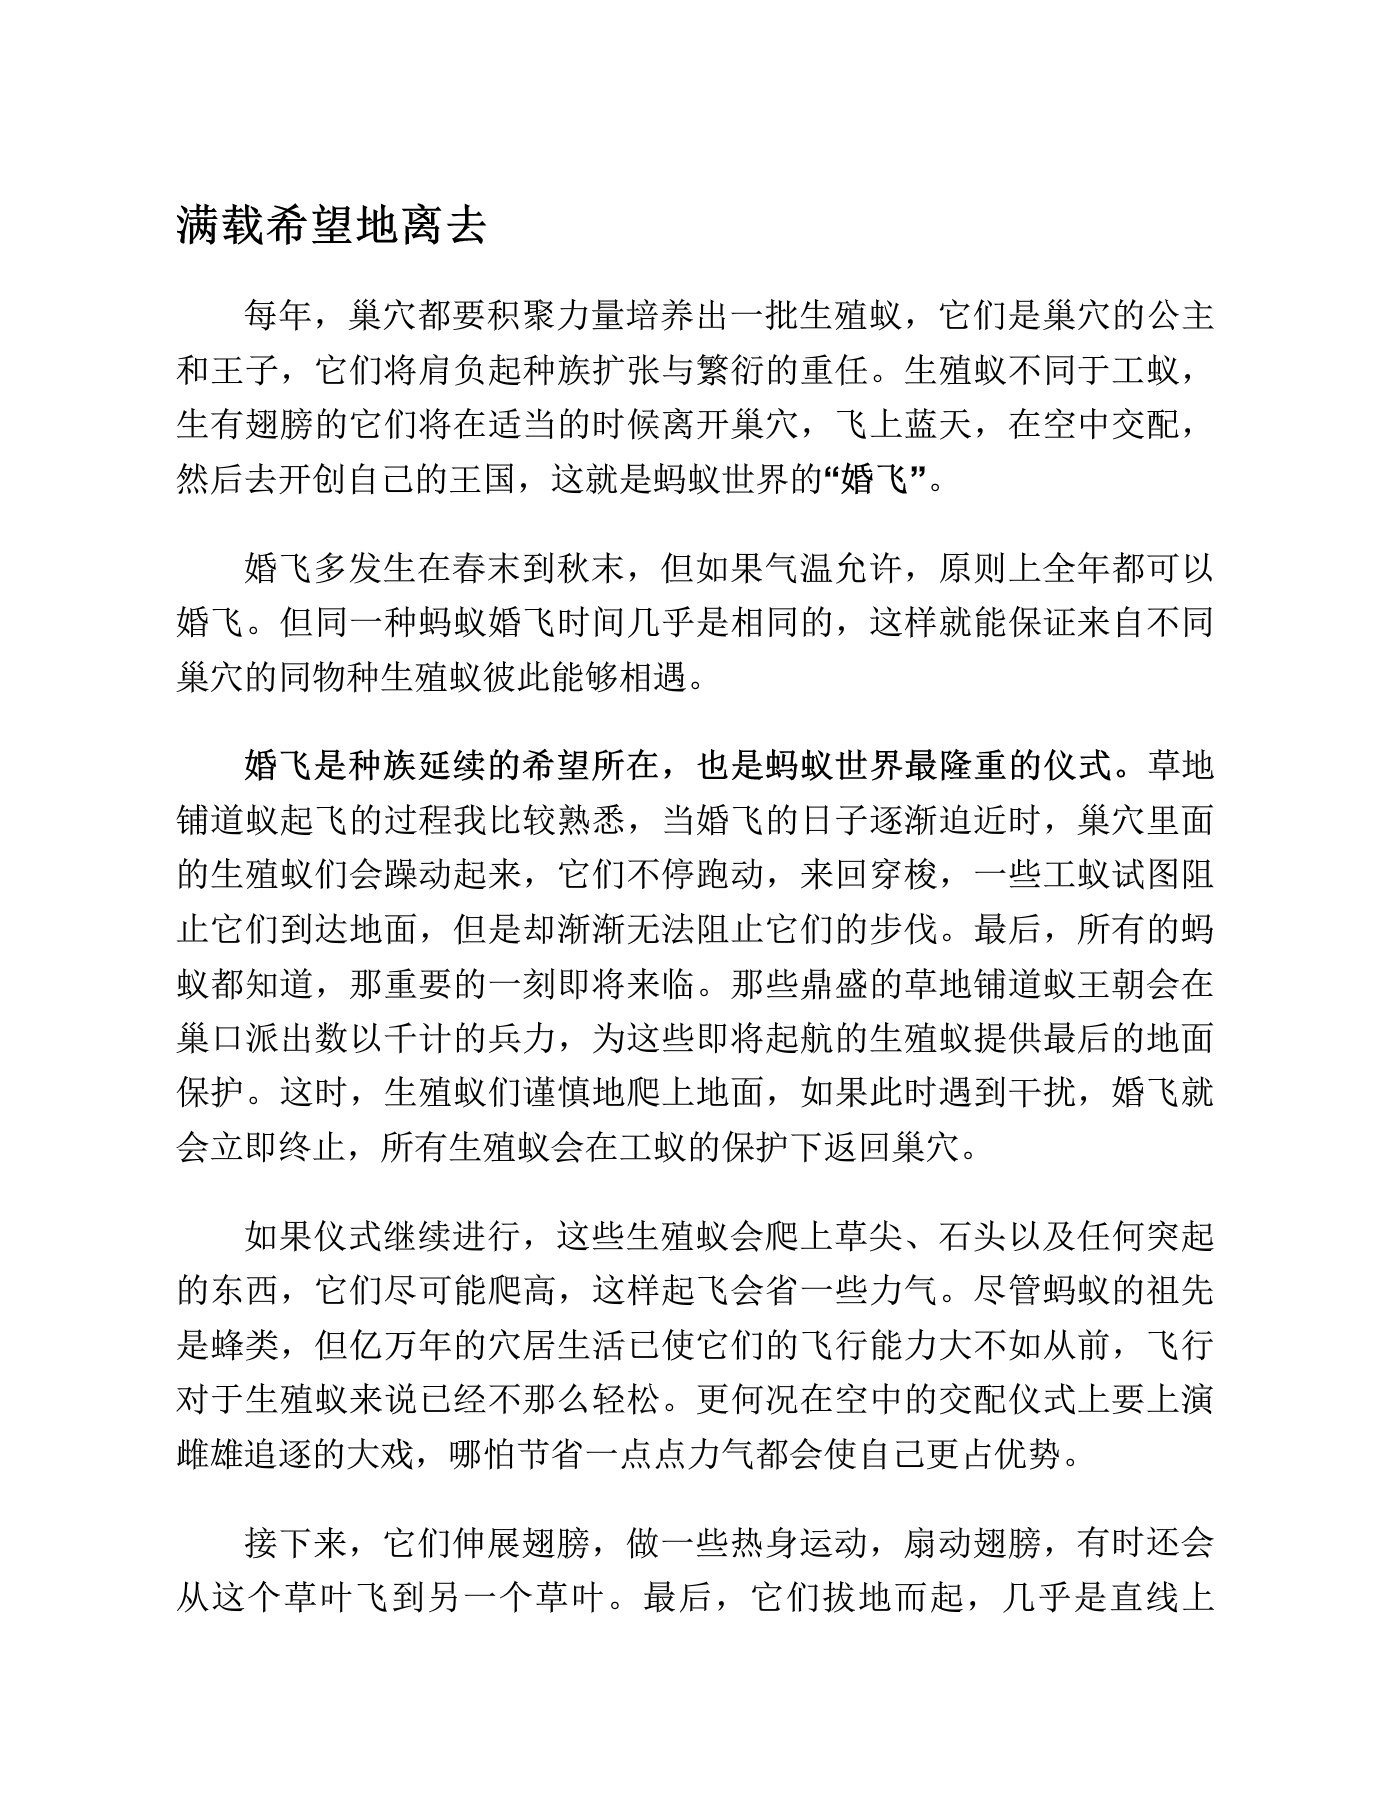 满载希望地离去
每年，巢穴都要积聚力量培养出一批生殖蚁，它们是巢穴的公主
和王子，它们将肩负起种族扩张与繁衍的重任。生殖蚁不同于工蚁，
生有翅膀的它们将在适当的时候离开巢穴，飞上蓝天，在空中交配，
然后去开创自己的王国，这就是蚂蚁世界的“婚飞”。
婚飞多发生在春末到秋末，但如果气温允许，原则上全年都可以
婚飞。但同一种蚂蚁婚飞时间几乎是相同的，这样就能保证来自不同
巢穴的同物种生殖蚁彼此能够相遇。
婚飞是种族延续的希望所在，也是蚂蚁世界最隆重的仪式。草地
铺道蚁起飞的过程我比较熟悉，当婚飞的日子逐渐迫近时，巢穴里面
的生殖蚁们会躁动起来，它们不停跑动，来回穿梭，一些工蚁试图阻
止它们到达地面，但是却渐渐无法阻止它们的步伐。最后，所有的蚂
蚁都知道，那重要的一刻即将来临。那些鼎盛的草地铺道蚁王朝会在
巢口派出数以千计的兵力，为这些即将起航的生殖蚁提供最后的地面
保护。这时，生殖蚁们谨慎地爬上地面，如果此时遇到干扰，婚飞就
会立即终止，所有生殖蚁会在工蚁的保护下返回巢穴。
如果仪式继续进行，这些生殖蚁会爬上草尖、石头以及任何突起
的东西，它们尽可能爬高，这样起飞会省一些力气。尽管蚂蚁的祖先
是蜂类，但亿万年的穴居生活已使它们的飞行能力大不如从前，飞行
对于生殖蚁来说已经不那么轻松。更何况在空中的交配仪式上要上演
雌雄追逐的大戏，哪怕节省一点点力气都会使自己更占优势。
接下来，它们伸展翅膀，做一些热身运动，扇动翅膀，有时还会
从这个草叶飞到另一个草叶。最后，它们拔地而起，几乎是直线上